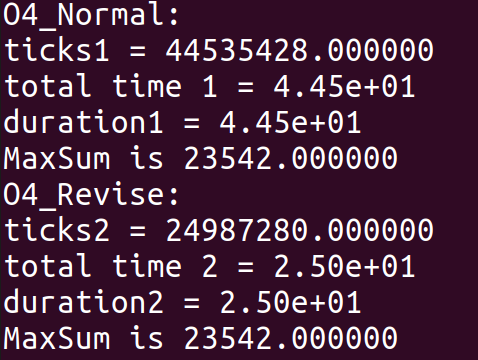 O4_Normal:
ticks1 = 44535428.000000
total time 1 = 4.45e+01
duration1 = 4.45e+01
MaxSum is 23542.000000
O4_Revise:
ticks2 = 24987280.000000
total time 2 = 2.50e+01
duration2 = 2.50e+01
MaxSum is 23542.000000